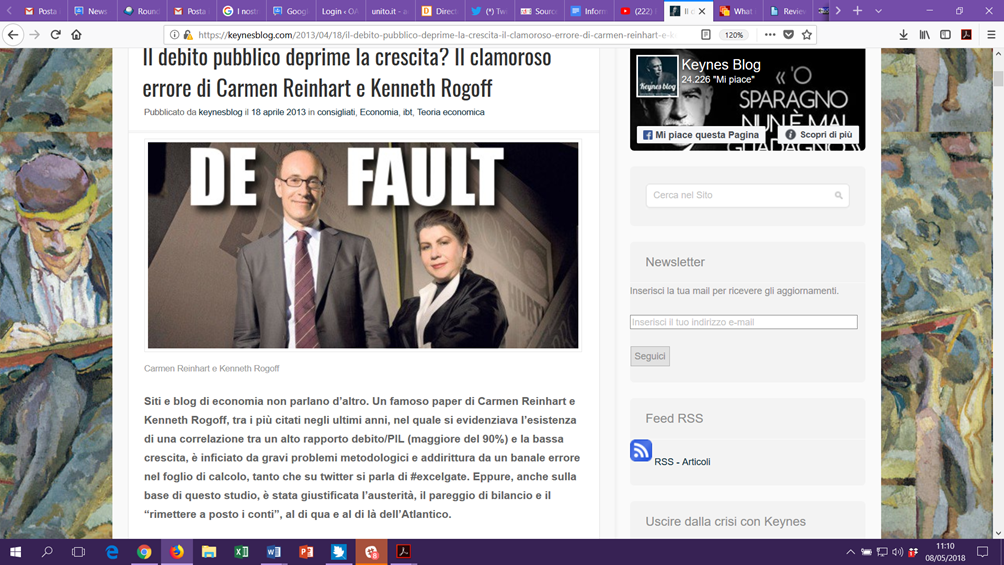 Posta
News
Round
Posta
I nost
Googl
Login ‹ OA
unito.it - a
Direct
(*) Tw
Sourc
Inform
(222) I
Il d
What
Review
https://keynesblog.com/2013/04/18/il-debito-pubblico-deprime-la-crescita-il-clamoroso-errore-di-carmen-reinhart-e-k
120%
Il debito pubblico deprime la crescita? Il clamoroso
errore di Carmen Reinhart e Kenneth Rogoff
Pubblicato da keynesblog il 18 aprile 2013 in consigliati, Economia, ibt, Teoria economica
DE FAULT
HURT
Carmen Reinhart e Kenneth Rogoff
Siti e blog di economia non parlano d’altro. Un famoso paper di Carmen Reinhart e
Kenneth Rogoff, tra i più citati negli ultimi anni, nel quale si evidenziava l’esistenza
di una correlazione tra un alto rapporto debito/PIL (maggiore del 90%) e la bassa
crescita, è inficiato da gravi problemi metodologici e addirittura da un banale errore
nel foglio di calcolo, tanto che su twitter si parla di #excelgate. Eppure, anche sulla
base di questo studio, è stata giustificata l’austerità, il pareggio di bilancio e il
“rimettere a posto i conti”, al di qua e al di là dell’Atlantico.
Keynes blog
Keynes Blog
24.226 "Mi piace"
« 'O
SPARAGNO
NUN È MAI
GUADAGNO »
Mi piace questa Pagina
Scopri di più
Cerca nel Sito
Newsletter
Inserisci la tua mail per ricevere gli aggiornamenti.
Inserisci il tuo indirizzo e-mail
Seguici
Feed RSS
RSS - Articoli
Uscire dalla crisi con Keynes
11:10
08/05/2018